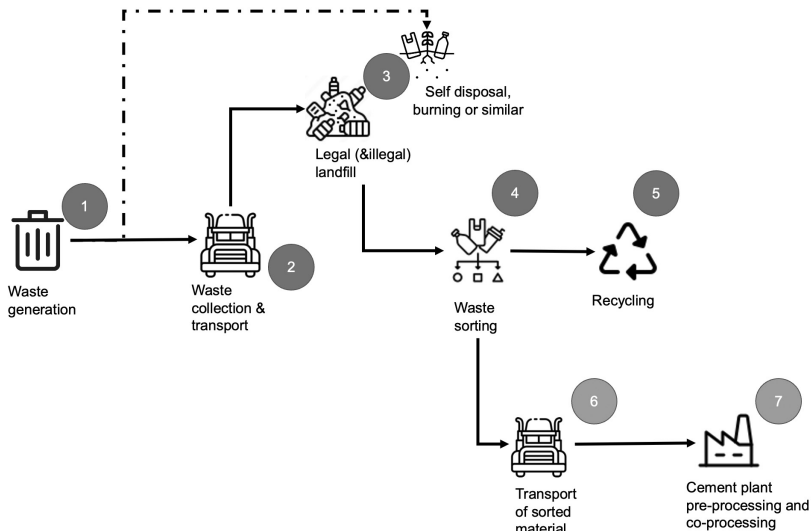 3
Self disposal,
burning or similar
Legal (&illegal)
landfill
1
2
4
5
Waste
generation
Waste
collection &
transport
Waste
sorting
Recycling
6
7
Transport
of sorted
material
Cement plant
pre-processing and
co-processing